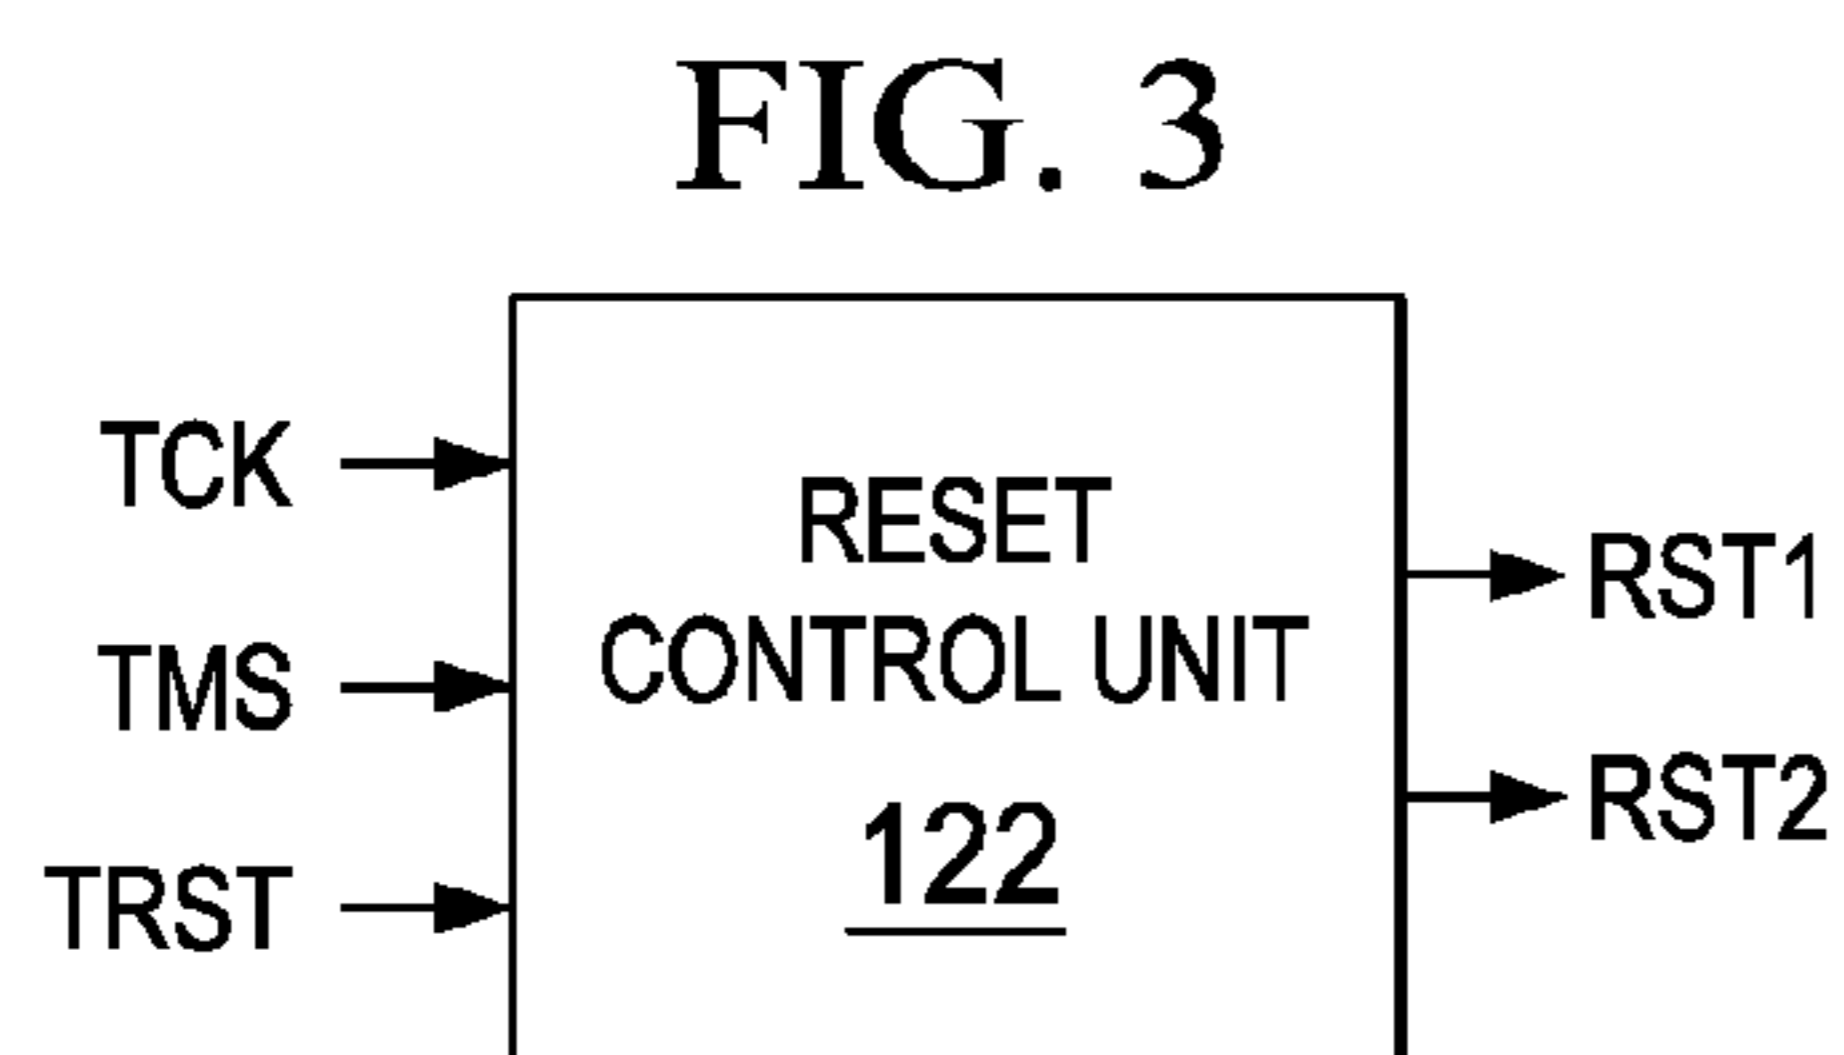 FIG. 3
TCK
TMS
TRST
RESET
CONTROL UNIT
122
RST1
RST2